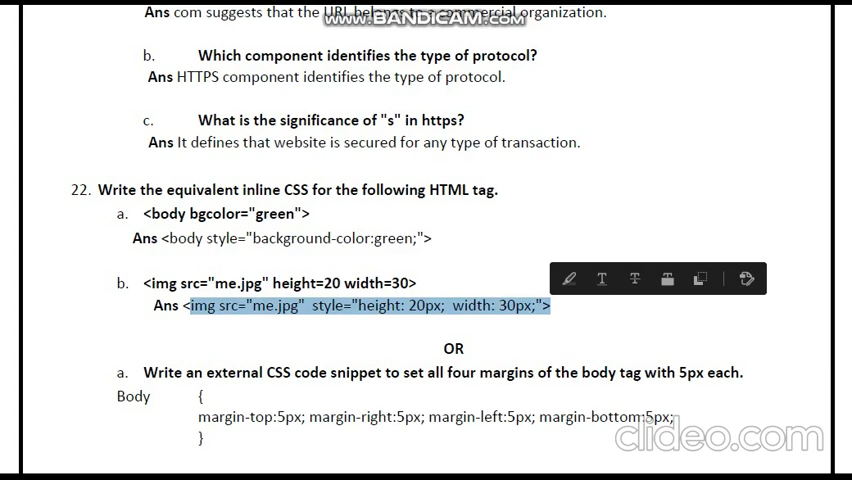 Ans com suggests that the URL belongs to a commercial organization.
www.BANDICAM.com
b. Which component identifies the type of protocol?
Ans HTTPS component identifies the type of protocol.
c. What is the significance of "s" in https?
Ans It defines that website is secured for any type of transaction.
22. Write the equivalent inline CSS for the following HTML tag.
a. <body bgcolor="green">
Ans <body style="background-color:green;">
b. <img src="me.jpg" height=20 width=30>
Ans <img src="me.jpg" style="height: 20px; width: 30px;">
OR
a. Write an external CSS code snippet to set all four margins of the body tag with 5px each.
Body {
margin-top:5px; margin-right:5px; margin-left:5px; margin-bottom:5px;
}
clideo.com